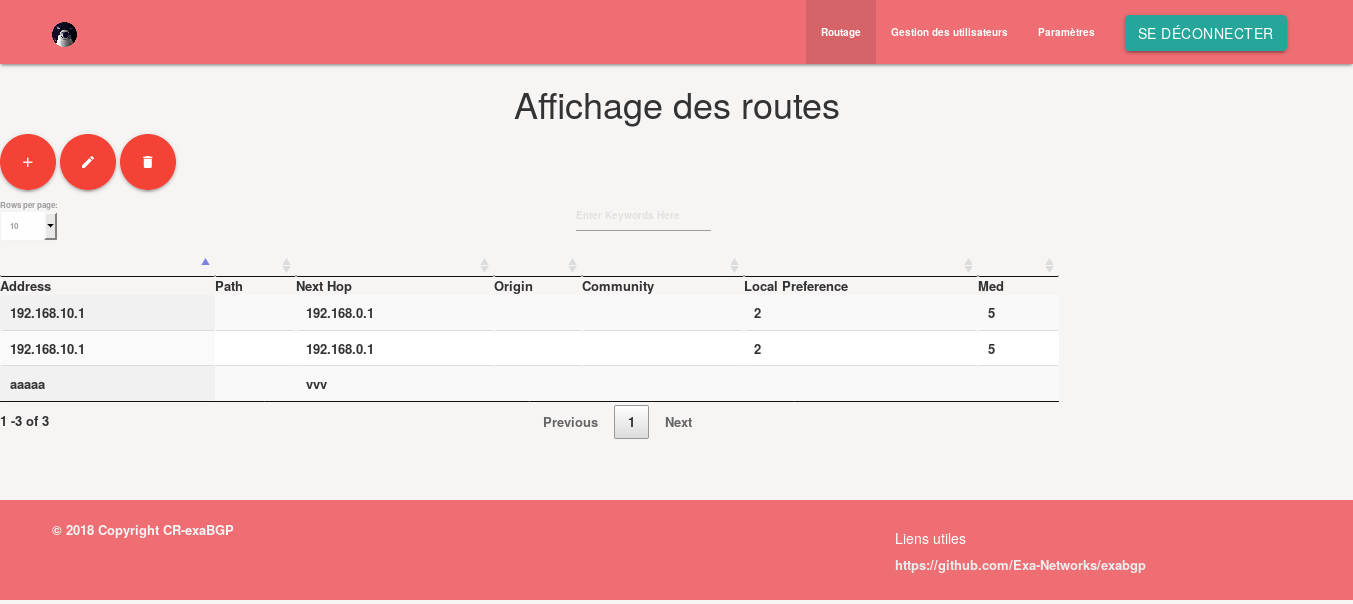 Routage Gestion des utilisateurs Paramètres SE DÉCONNECTER
Affichage des routes
Rows per page:
10
Enter Keywords Here
Address Path Next Hop Origin Community Local Preference Med
192.168.10.1 192.168.0.1 2 5
192.168.10.1 192.168.0.1 2 5
aaaaa vvv
1 -3 of 3 Previous 1 Next
© 2018 Copyright CR-exaBGP
Liens utiles
https://github.com/Exa-Networks/exabgp